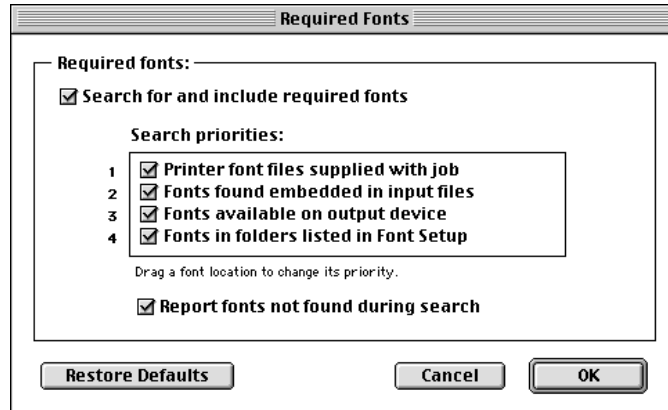 Required Fonts
Required fonts:
Search for and include required fonts
Search priorities:
1 Printer font files supplied with job
2 Fonts found embedded in input files
3 Fonts available on output device
4 Fonts in folders listed in Font Setup
Drag a font location to change its priority.
Report fonts not found during search
Restore Defaults Cancel OK